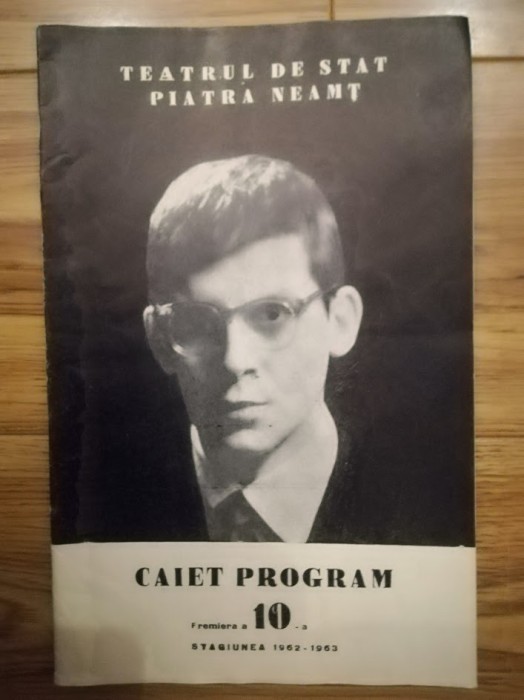 TEATRUL DE STAT
PIATRA NEAMȚ
CAIET PROGRAM
Premiera a 10-a
STAGIUNEA 1962-1963